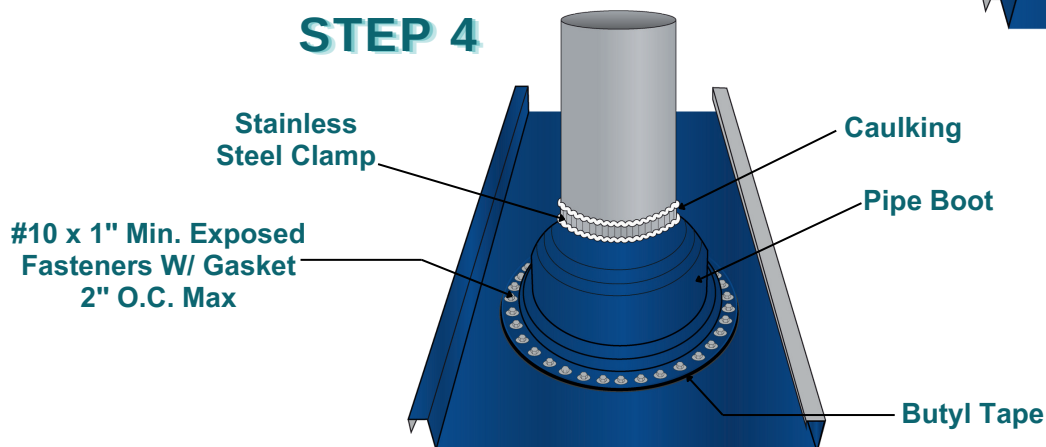 STEP 4
Stainless
Steel Clamp
Caulking
Pipe Boot
#10 x 1" Min. Exposed
Fasteners W/ Gasket
2" O.C. Max
Butyl Tape